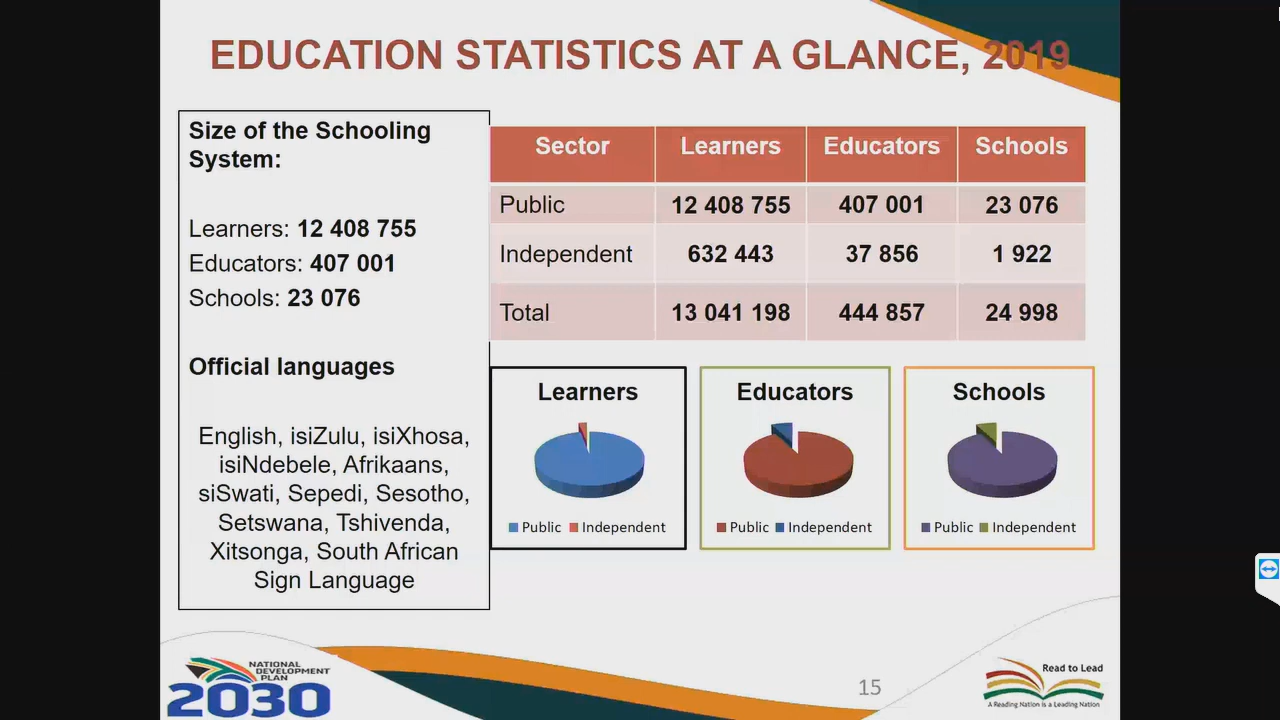 EDUCATION STATISTICS AT A GLANCE, 2019
Size of the Schooling
System:
Learners: 12 408 755
Educators: 407 001
Schools: 23 076
Official languages
English, isiZulu, isiXhosa,
isiNdebele, Afrikaans,
siSwati, Sepedi, Sesotho,
Setswana, Tshivenda,
Xitsonga, South African
Sign Language
Sector Learners Educators Schools
Public 12 408 755 407 001 23 076
Independent 632 443 37 856 1 922
Total 13 041 198 444 857 24 998
Learners
Public Independent
Educators
Public Independent
Schools
Public Independent
NATIONAL
DEVELOPMENT
PLAN
2030
15
Read to Lead
A Reading Nation is a Leading Nation